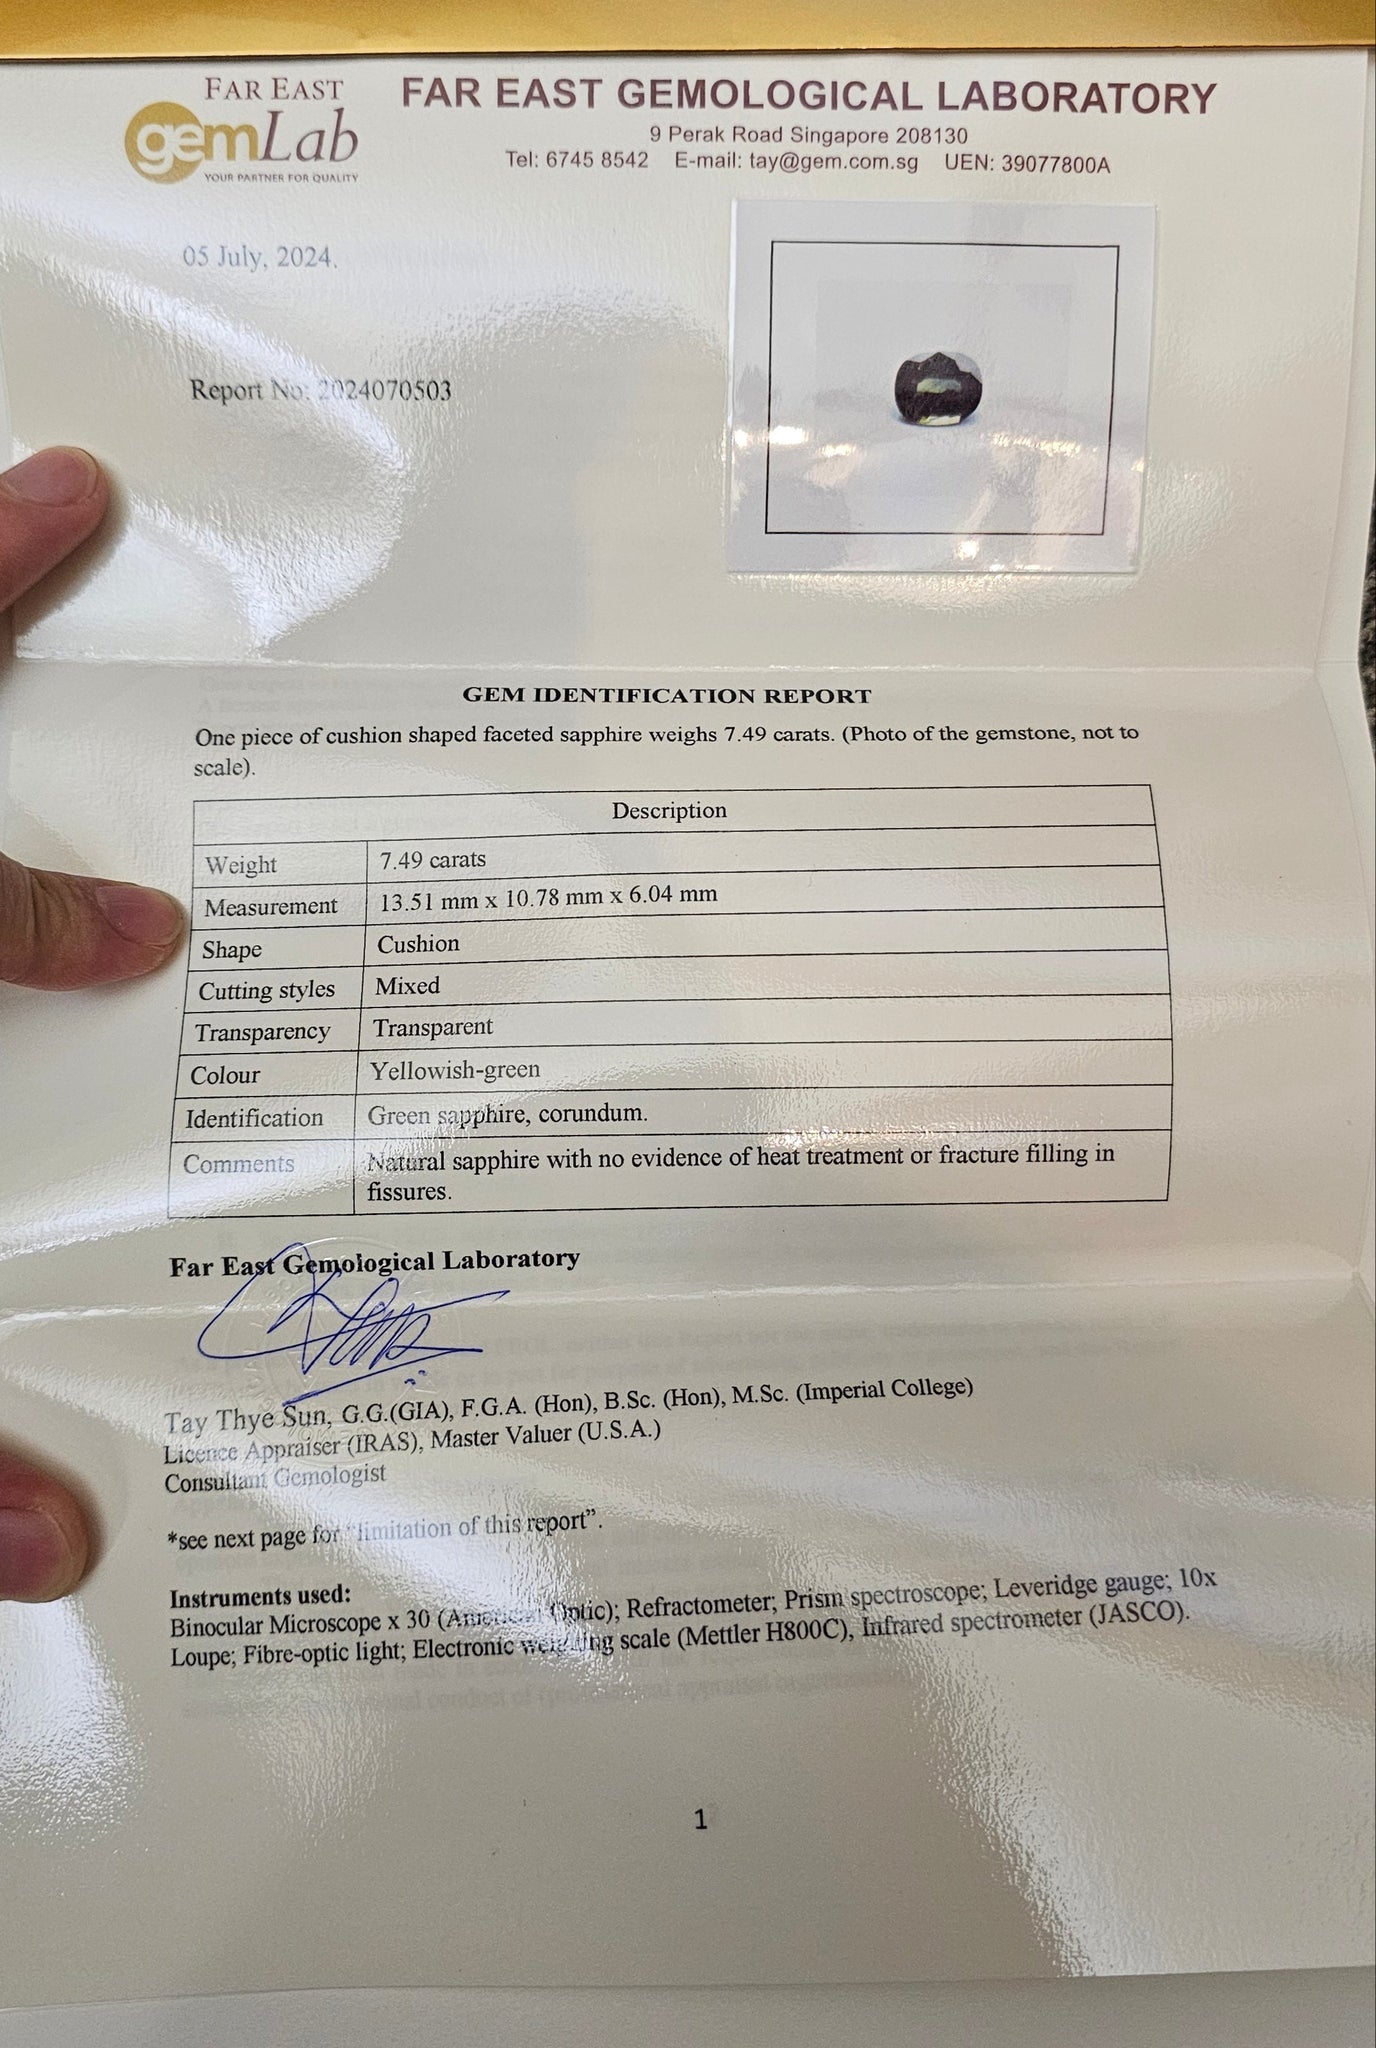 FAR EAST
gemLab
YOUR PARTNER FOR QUALITY
FAR EAST GEMOLOGICAL LABORATORY
9 Perak Road Singapore 208130
Tel: 6745 8542 E-mail: tay@gem.com.sg UEN: 39077800A
05 July, 2024.
Report No: 2024070503
GEM IDENTIFICATION REPORT
One piece of cushion shaped faceted sapphire weighs 7.49 carats. (Photo of the gemstone, not to
scale).
Description
Weight 7.49 carats
Measurement 13.51 mm x 10.78 mm x 6.04 mm
Shape Cushion
Cutting styles Mixed
Transparency Transparent
Colour Yellowish-green
Identification Green sapphire, corundum.
Comments Natural sapphire with no evidence of heat treatment or fracture filling in
fissures.
Far East Gemological Laboratory
Tay Thye Sun, G.G.(GIA), F.G.A. (Hon), B.Sc. (Hon), M.Sc. (Imperial College)
Licence Appraiser (IRAS), Master Valuer (U.S.A.)
Consultant Gemologist
*see next page for "limitation of this report".
Instruments used:
Binocular Microscope x 30 (American Optic); Refractometer; Prism spectroscope; Leveridge gauge; 10x
Loupe; Fibre-optic light; Electronic weighing scale (Mettler H800C), Infrared spectrometer (JASCO).
1